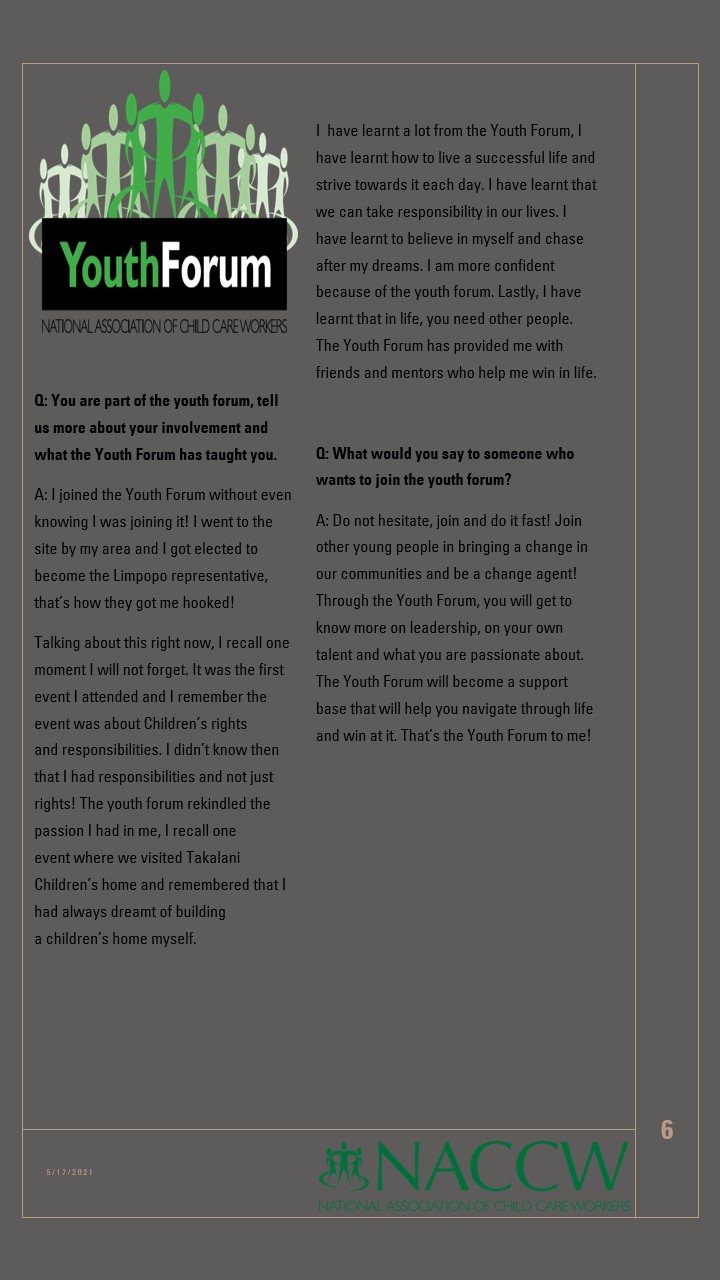 YouthForum
NATIONAL ASSOCIATION OF CHILD CARE WORKERS
Q: You are part of the youth forum, tell
us more about your involvement and
what the Youth Forum has taught you.
A: I joined the Youth Forum without even
knowing I was joining it! I went to the
site by my area and I got elected to
become the Limpopo representative,
that’s how they got me hooked!
Talking about this right now, I recall one
moment I will not forget. It was the first
event I attended and I remember the
event was about Children’s rights
and responsibilities. I didn’t know then
that I had responsibilities and not just
rights! The youth forum rekindled the
passion I had in me, I recall one
event where we visited Takalani
Children’s home and remembered that I
had always dreamt of building
a children’s home myself.
I  have learnt a lot from the Youth Forum, I
have learnt how to live a successful life and
strive towards it each day. I have learnt that
we can take responsibility in our lives. I
have learnt to believe in myself and chase
after my dreams. I am more confident
because of the youth forum. Lastly, I have
learnt that in life, you need other people.
The Youth Forum has provided me with
friends and mentors who help me win in life.
Q: What would you say to someone who
wants to join the youth forum?
A: Do not hesitate, join and do it fast! Join
other young people in bringing a change in
our communities and be a change agent!
Through the Youth Forum, you will get to
know more on leadership, on your own
talent and what you are passionate about.
The Youth Forum will become a support
base that will help you navigate through life
and win at it. That’s the Youth Forum to me!
6
5/17/2021
NACCW
NATIONAL ASSOCIATION OF CHILD CARE WORKERS